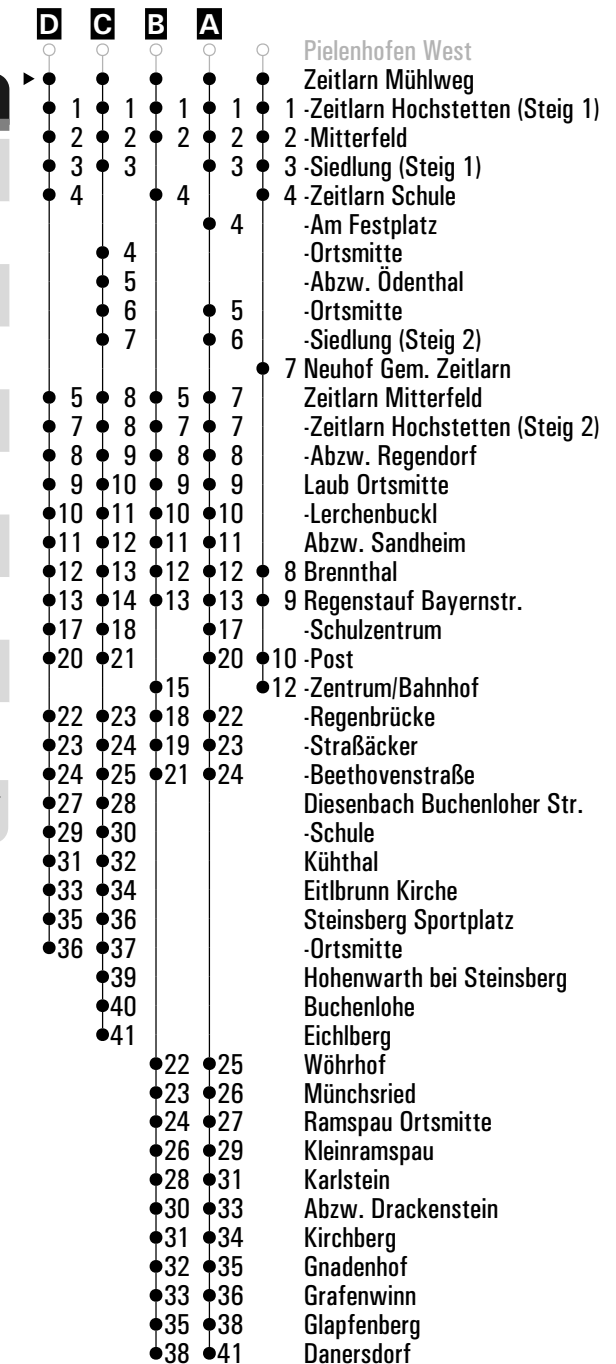 D C B A
Pielenhofen West
Zeitlarn Mühlweg
1 1 1 1 1 -Zeitlarn Hochstetten (Steig 1)
2 2 2 2 2 -Mitterfeld
3 3 3 3 -Siedlung (Steig 1)
4 4 4 -Zeitlarn Schule
4 -Am Festplatz
4 -Ortsmitte
5 -Abzw. Ödenthal
6 5 -Ortsmitte
7 6 -Siedlung (Steig 2)
7 Neuhof Gem. Zeitlarn
5 8 5 7 Zeitlarn Mitterfeld
7 8 7 7 -Zeitlarn Hochstetten (Steig 2)
8 9 8 8 -Abzw. Regendorf
9 10 9 9 Laub Ortsmitte
10 11 10 10 -Lerchenbuckl
11 12 11 11 Abzw. Sandheim
12 13 12 12 8 Brennthal
13 14 13 13 9 Regenstauf Bayernstr.
17 18 17 -Schulzentrum
20 21 20 10 -Post
15 12 -Zentrum/Bahnhof
22 23 18 22 -Regenbrücke
23 24 19 23 -Straßäcker
24 25 21 24 -Beethovenstraße
27 28 Diesenbach Buchenloher Str.
29 30 -Schule
31 32 Kühthal
33 34 Eitlbrunn Kirche
35 36 Steinsberg Sportplatz
36 37 -Ortsmitte
39 Hohenwarth bei Steinsberg
40 Buchenlohe
41 Eichlberg
22 25 Wöhrhof
23 26 Münchsried
24 27 Ramspau Ortsmitte
26 29 Kleinramspau
28 31 Karlstein
30 33 Abzw. Drackenstein
31 34 Kirchberg
32 35 Gnadenhof
33 36 Grafenwinn
35 38 Glapfenberg
38 41 Danersdorf